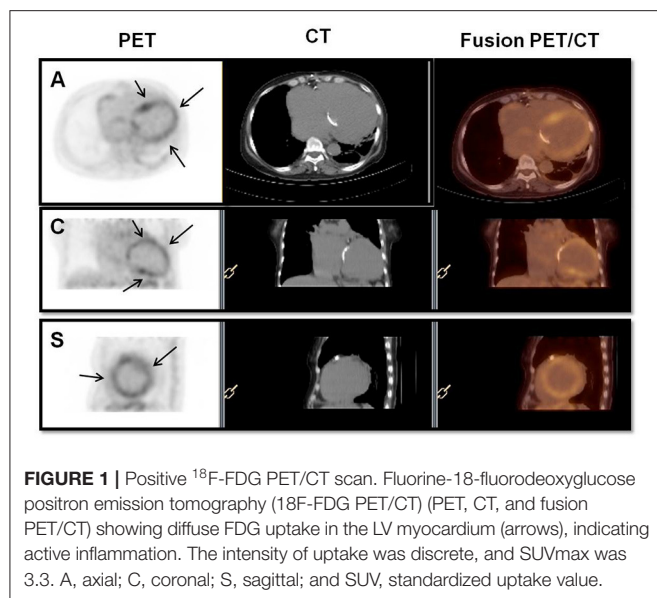 PET CT Fusion PET/CT
A
C
S
FIGURE 1 | Positive ¹⁸F-FDG PET/CT scan. Fluorine-18-fluorodeoxyglucose
positron emission tomography (18F-FDG PET/CT) (PET, CT, and fusion
PET/CT) showing diffuse FDG uptake in the LV myocardium (arrows), indicating
active inflammation. The intensity of uptake was discrete, and SUVmax was
3.3. A, axial; C, coronal; S, sagittal; and SUV, standardized uptake value.